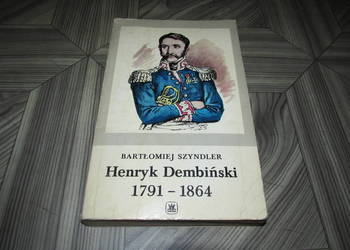 BARTŁOMIEJ SZYNDLER
Henryk Dembiński
1791 – 1864